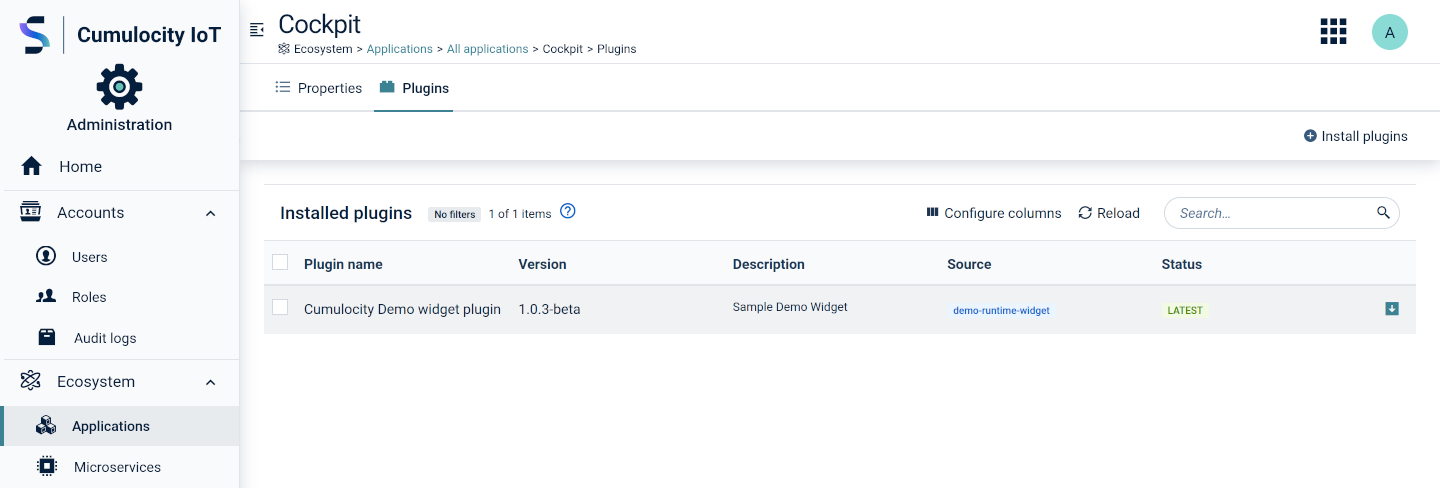 Cumulocity IoT
Administration
Home
Accounts
Users
Roles
Audit logs
Ecosystem
Applications
Microservices
Cockpit
Ecosystem > Applications > All applications > Cockpit > Plugins
A
Properties Plugins
Install plugins
Installed plugins No filters 1 of 1 items ? Configure columns Reload Search…
Plugin name Version Description Source Status
Cumulocity Demo widget plugin 1.0.3-beta Sample Demo Widget demo-runtime-widget LATEST